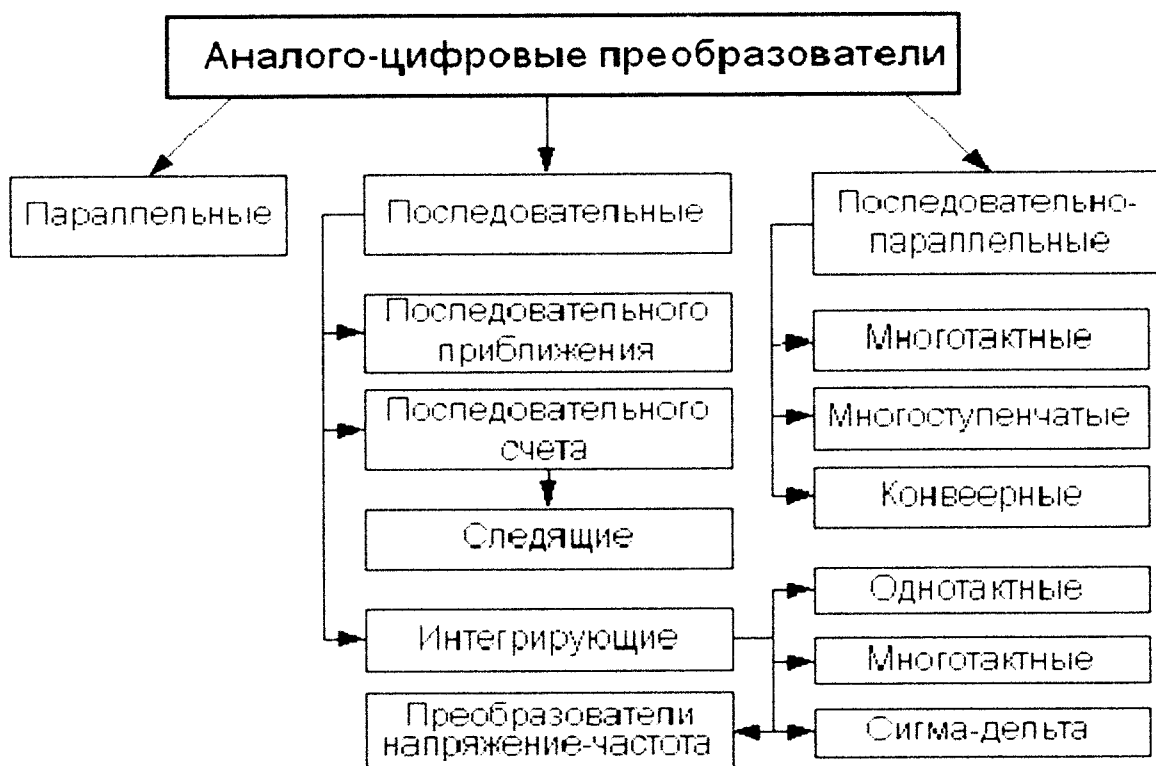 Аналого-цифровые преобразователи
Параллельные
Последовательные
Последовательно-
параллельные
Последовательного
приближения
Многотактные
Последовательного
счета
Многоступенчатые
Конвеерные
Следящие
Однотактные
Интегрирующие
Многотактные
Преобразователи
напряжение-частота
Сигма-дельта